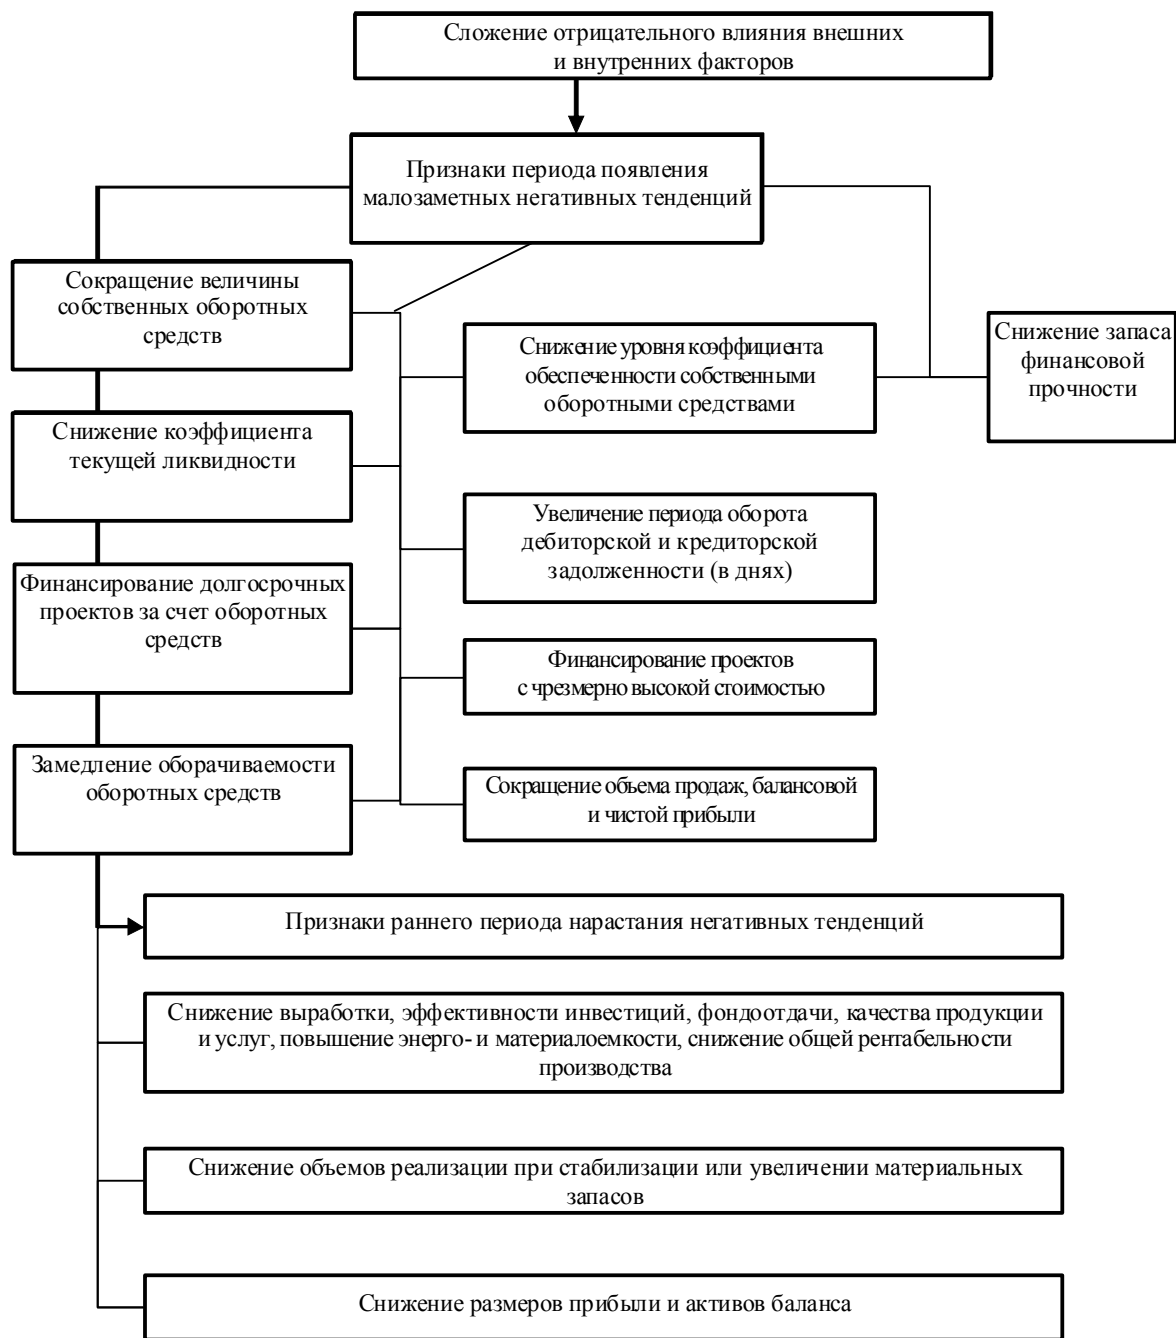 Сложение отрицательного влияния внешних
и внутренних факторов
Признаки периода появления
малозаметных негативных тенденций
Сокращение величины
собственных оборотных
средств
Снижение уровня коэффициента
обеспеченности собственными
оборотными средствами
Снижение запаса
финансовой
прочности
Снижение коэффициента
текущей ликвидности
Увеличение периода оборота
дебиторской и кредиторской
задолженности (в днях)
Финансирование долгосрочных
проектов за счет оборотных
средств
Финансирование проектов
с чрезмерно высокой стоимостью
Замедление оборачиваемости
оборотных средств
Сокращение объема продаж, балансовой
и чистой прибыли
Признаки раннего периода нарастания негативных тенденций
Снижение выработки, эффективности инвестиций, фондоотдачи, качества продукции
и услуг, повышение энерго- и материалоемкости, снижение общей рентабельности
производства
Снижение объемов реализации при стабилизации или увеличении материальных
запасов
Снижение размеров прибыли и активов баланса